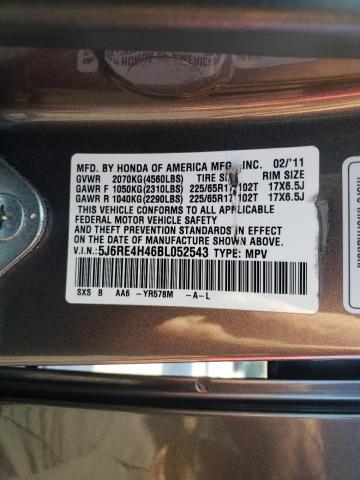 MFD. BY HONDA OF AMERICA MFG., INC. 02/'11
GVWR 2070KG(4560LBS) TIRE SIZE RIM SIZE
GAWR F 1050KG(2310LBS) 225/65R17 102T 17X6.5J
GAWR R 1040KG(2290LBS) 225/65R17 102T 17X6.5J
THIS VEHICLE CONFORMS TO ALL APPLICABLE
FEDERAL MOTOR VEHICLE SAFETY
AND THEFT PREVENTION STANDARDS IN EFFECT
ON THE DATE OF MANUFACTURE SHOWN ABOVE.
V.I.N.: 5J6RE4H46BL052543 TYPE: MPV
SXS B AA6 -YR578M -A-L